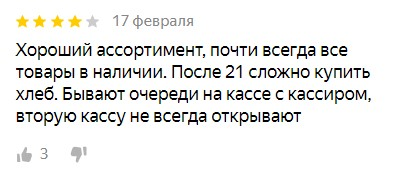 17 февраля
Хороший ассортимент, почти всегда все
товары в наличии. После 21 сложно купить
хлеб. Бывают очереди на кассе с кассиром,
вторую кассу не всегда открывают
3